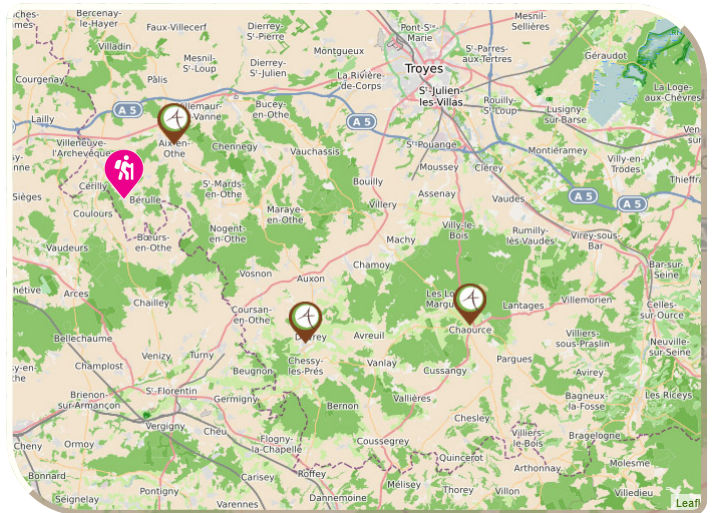 Bercenay-
le-Hayer
Faux-Villecerf
Dierrey-
St-Pierre
Pont-Ste
Marie
Mesnil-
Sellières
Villadin
Montgueux
St-Parres-
aux-Tertres
Géraudot
Mesnil-
St-Loup
Dierrey-
St-Julien
Troyes
Courgenay
Pâlis
La Rivière-
de-Corps
La Loge-
aux-Chèvres
St-Julien
les-Villas
Rouilly-
St-Loup
Lusigny-
sur-Barse
A 5
Bucey-
en-Othe
Lailly
A 5
Villeneuve-
l'Archevêque
Aix-en-
Othe
Chennegy
Vauchassis
St-Pouange
Montiéramey
Moussey
Clérey
Villy-en-
Trodes
Cérilly
Bérulle
St-Mards-
en-Othe
Bouilly
Assenay
Sièges
Coulours
Maraye-
en-Othe
Villery
Vaudes
A 5
A 5
Nogent-
en-Othe
Villy-le-
Bois
Rumilly-
lès-Vaudes
Virey-sous-
Bar
Bœurs-
en-Othe
Machy
Vaudeurs
Vosnon
Chamoy
Bar-sur-
Seine
Auxon
Arces
Chailley
Lantages
Villemorien
Celles-
sur-Ource
Coursan-
en-Othe
Chaource
Bellechaume
Avreuil
Villiers-
sous-Praslin
Neuville-
sur-Seine
Venizy
Turny
Chessy-
les-Prés
Vanlay
Pargues
Champlost
Beugnon
Cussangy
Avirey
Brienon-
sur-Armançon
St-Florentin
Germigny
Bernon
Vallières
Bagneux-
la-Fosse
Les Riceys
Vergigny
Cheu
Chesley
Cheny
Ormoy
Flogny-
la-Chapelle
Coussegrey
Villiers-
le-Bois
Bragelogne
Quincerot
Molesme
Bonnard
Carisey
Roffey
Arthonnay
Seignelay
Pontigny
Varennes
Dannemoine
Mélisey
Thorey
Villon
Villedieu
Leafl